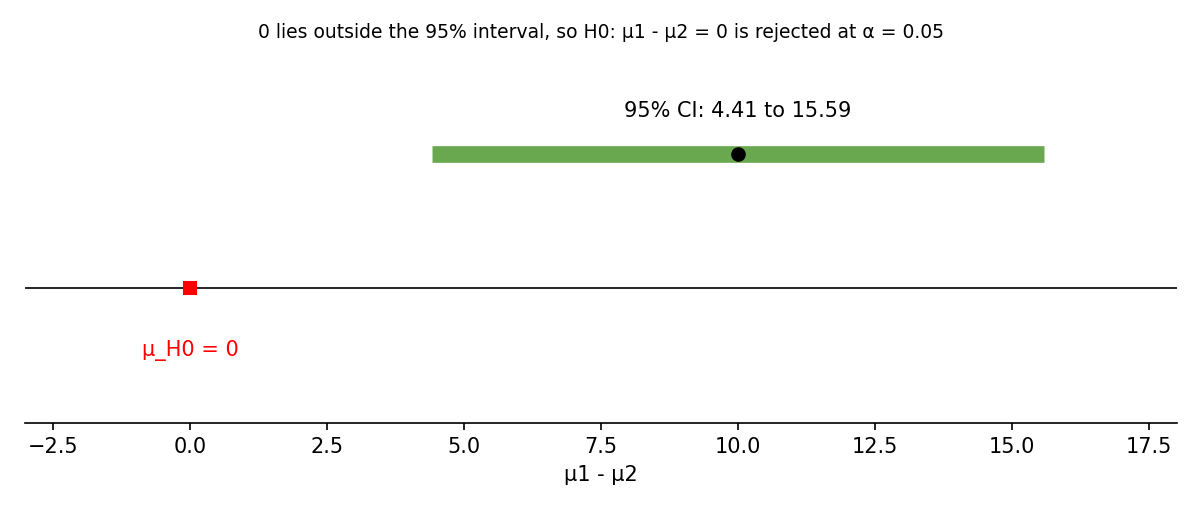 0 lies outside the 95% interval, so H0: μ1 - μ2 = 0 is rejected at α = 0.05
95% CI: 4.41 to 15.59
μ_H0 = 0
−2.5 0.0 2.5 5.0 7.5 10.0 12.5 15.0 17.5
μ1 - μ2